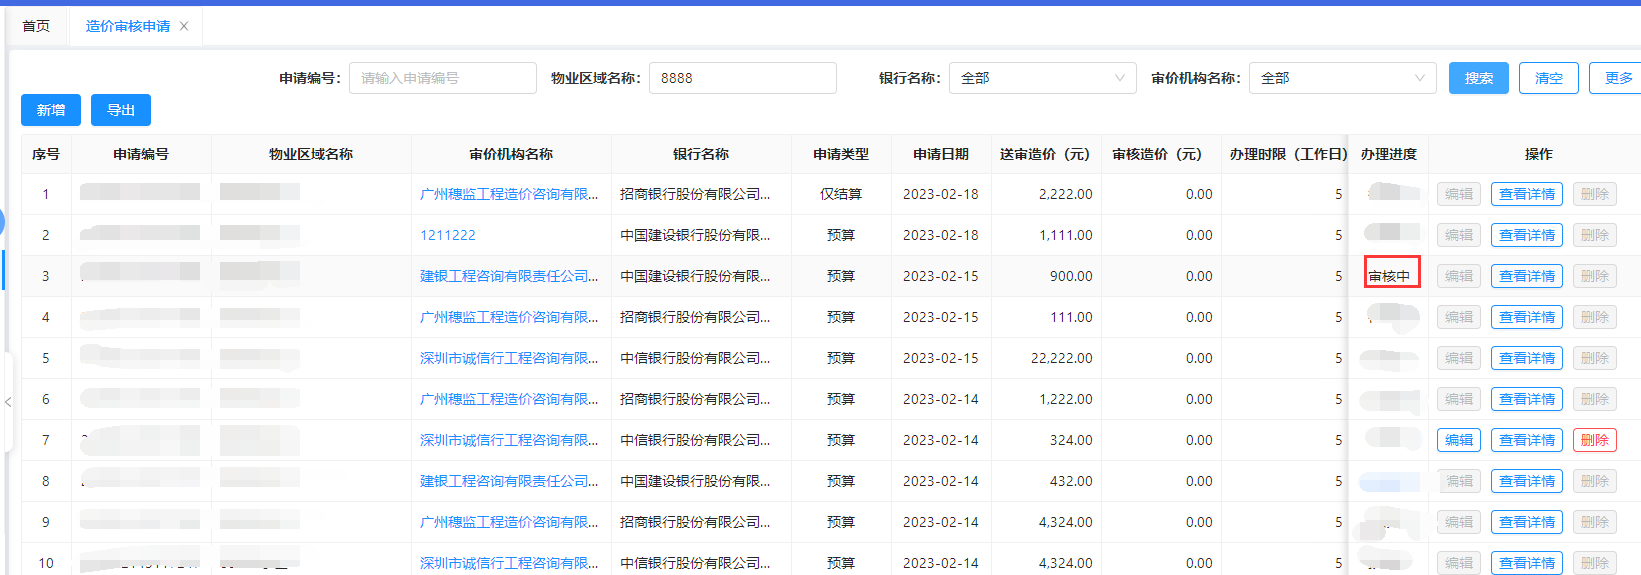 首页 造价审核申请 ×
申请编号： 请输入申请编号 物业区域名称： 8888 银行名称： 全部 审价机构名称： 全部 搜索 清空 更多
新增 导出
序号 申请编号 物业区域名称 审价机构名称 银行名称 申请类型 申请日期 送审造价（元） 审核造价（元） 办理时限（工作日） 办理进度 操作
1 广州穗监工程造价咨询有限... 招商银行股份有限公司... 仅结算 2023-02-18 2,222.00 0.00 5 编辑 查看详情 删除
2 1211222 中国建设银行股份有限... 预算 2023-02-18 1,111.00 0.00 5 编辑 查看详情 删除
3 建银工程咨询有限责任公司... 中国建设银行股份有限... 预算 2023-02-15 900.00 0.00 5 审核中 编辑 查看详情 删除
4 广州穗监工程造价咨询有限... 招商银行股份有限公司... 预算 2023-02-15 111.00 0.00 5 编辑 查看详情 删除
5 深圳市诚信行工程咨询有限... 中信银行股份有限公司... 预算 2023-02-15 22,222.00 0.00 5 编辑 查看详情 删除
6 广州穗监工程造价咨询有限... 招商银行股份有限公司... 预算 2023-02-14 1,222.00 0.00 5 编辑 查看详情 删除
7 深圳市诚信行工程咨询有限... 中信银行股份有限公司... 预算 2023-02-14 324.00 0.00 5 编辑 查看详情 删除
8 建银工程咨询有限责任公司... 中国建设银行股份有限... 预算 2023-02-14 432.00 0.00 5 编辑 查看详情 删除
9 广州穗监工程造价咨询有限... 招商银行股份有限公司... 预算 2023-02-14 4,324.00 0.00 5 编辑 查看详情 删除
10 深圳市诚信行工程咨询有限... 中信银行股份有限公司... 预算 2023-02-14 4,324.00 0.00 5 编辑 查看详情 删除